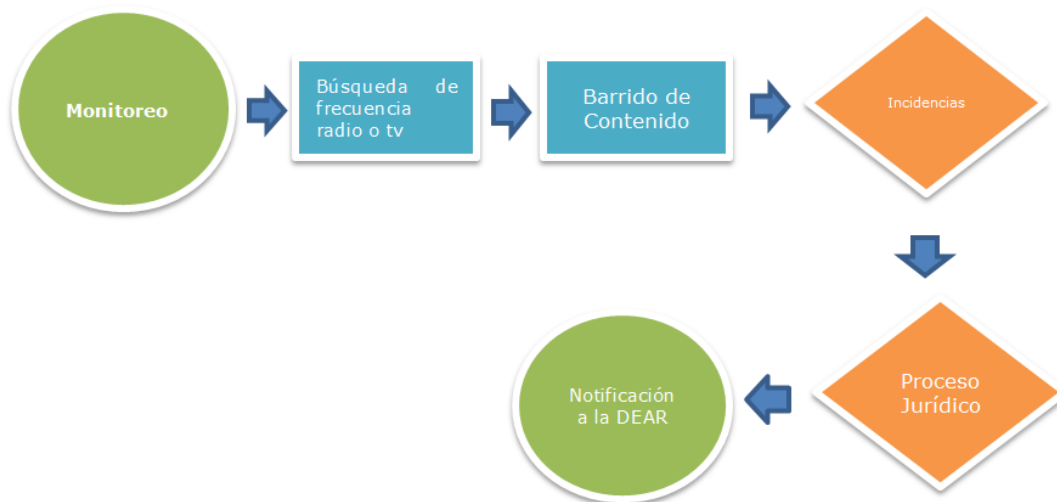 Monitoreo
Búsqueda de
frecuencia
radio o tv
Barrido de
Contenido
Incidencias
Proceso
Jurídico
Notificación
a la DEAR